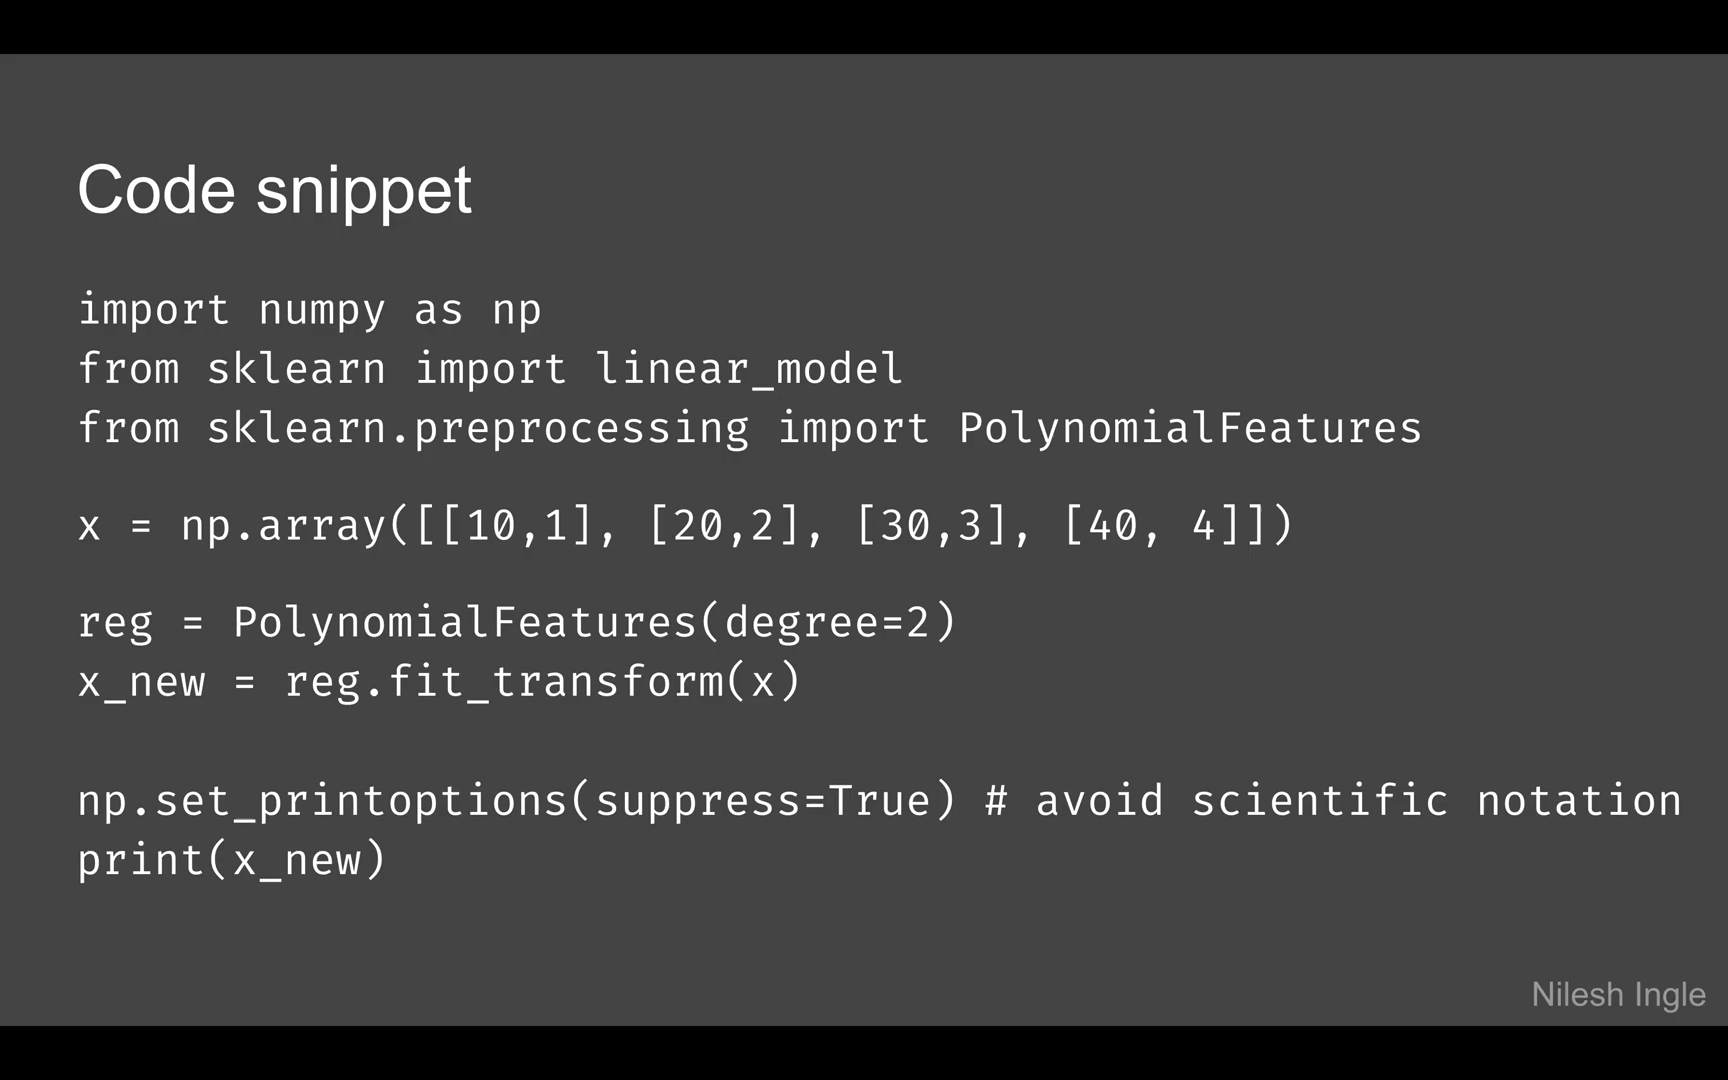 Code snippet
import numpy as np
from sklearn import linear_model
from sklearn.preprocessing import PolynomialFeatures
x = np.array([[10,1], [20,2], [30,3], [40, 4]])
reg = PolynomialFeatures(degree=2)
x_new = reg.fit_transform(x)
np.set_printoptions(suppress=True) # avoid scientific notation
print(x_new)
Nilesh Ingle